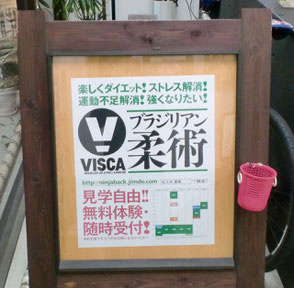 楽しくダイエット! ストレス解消!
運動不足解消! 強くなりたい!
VISCA
ブラジリアン
柔術
http://ninjaback.jimdo.com
見学自由!!
無料体験・
随時受付!